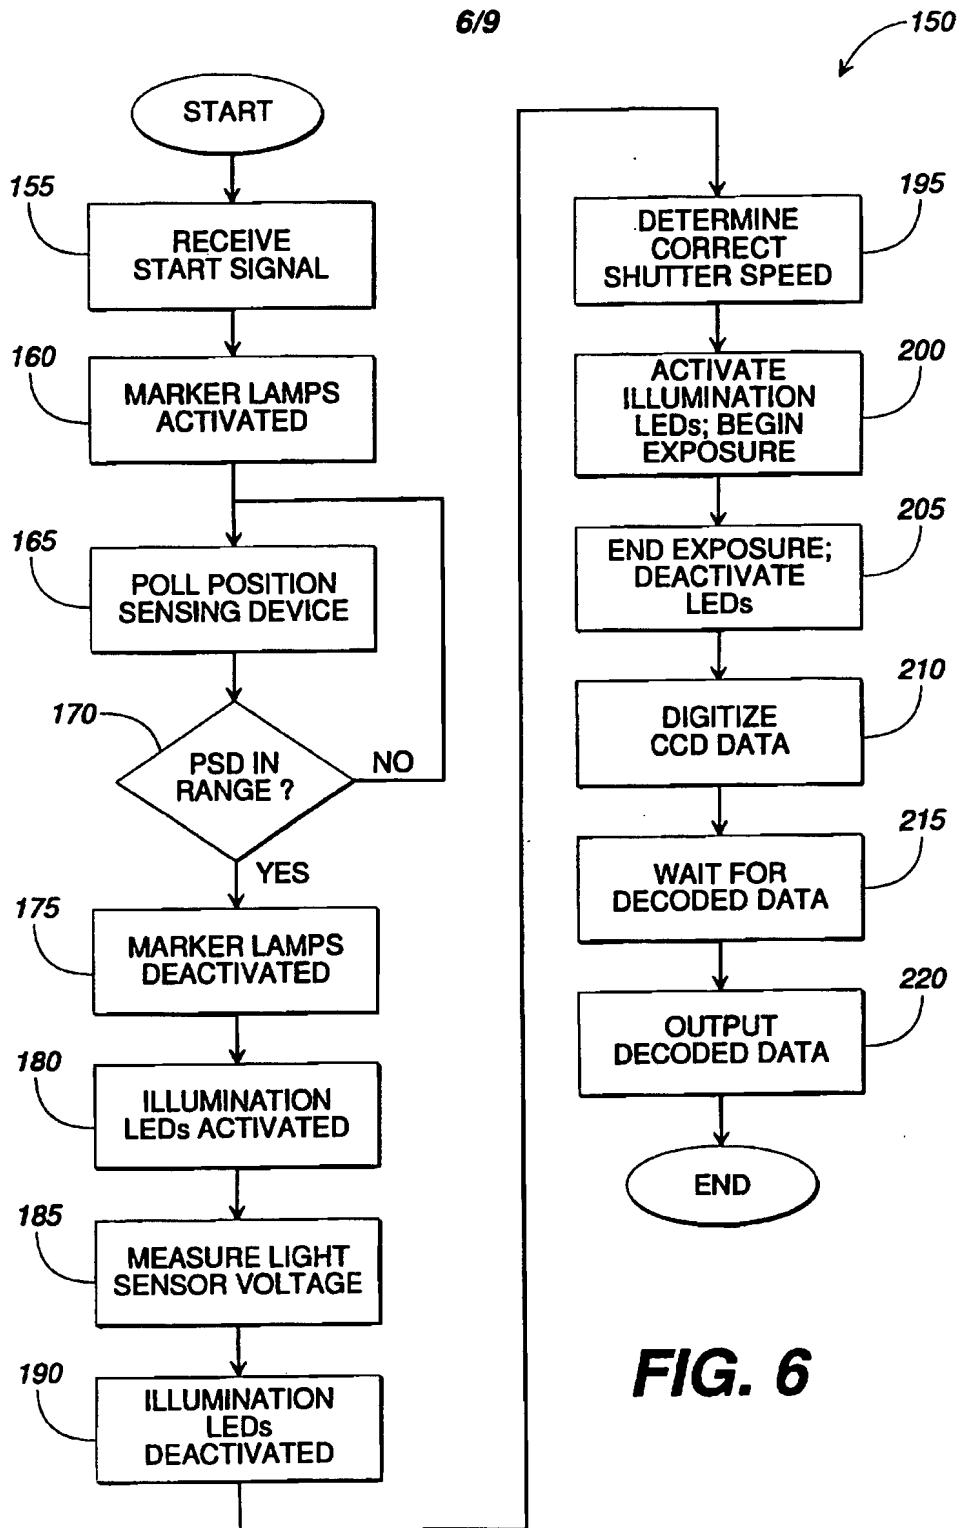 6/9
150
START
155
RECEIVE
START SIGNAL
160
MARKER LAMPS
ACTIVATED
165
POLL POSITION
SENSING DEVICE
170
PSD IN
RANGE ?
NO
YES
175
MARKER LAMPS
DEACTIVATED
180
ILLUMINATION
LEDs ACTIVATED
185
MEASURE LIGHT
SENSOR VOLTAGE
190
ILLUMINATION
LEDs
DEACTIVATED
195
DETERMINE
CORRECT
SHUTTER SPEED
200
ACTIVATE
ILLUMINATION
LEDs; BEGIN
EXPOSURE
205
END EXPOSURE;
DEACTIVATE
LEDs
210
DIGITIZE
CCD DATA
215
WAIT FOR
DECODED DATA
220
OUTPUT
DECODED DATA
END
FIG. 6